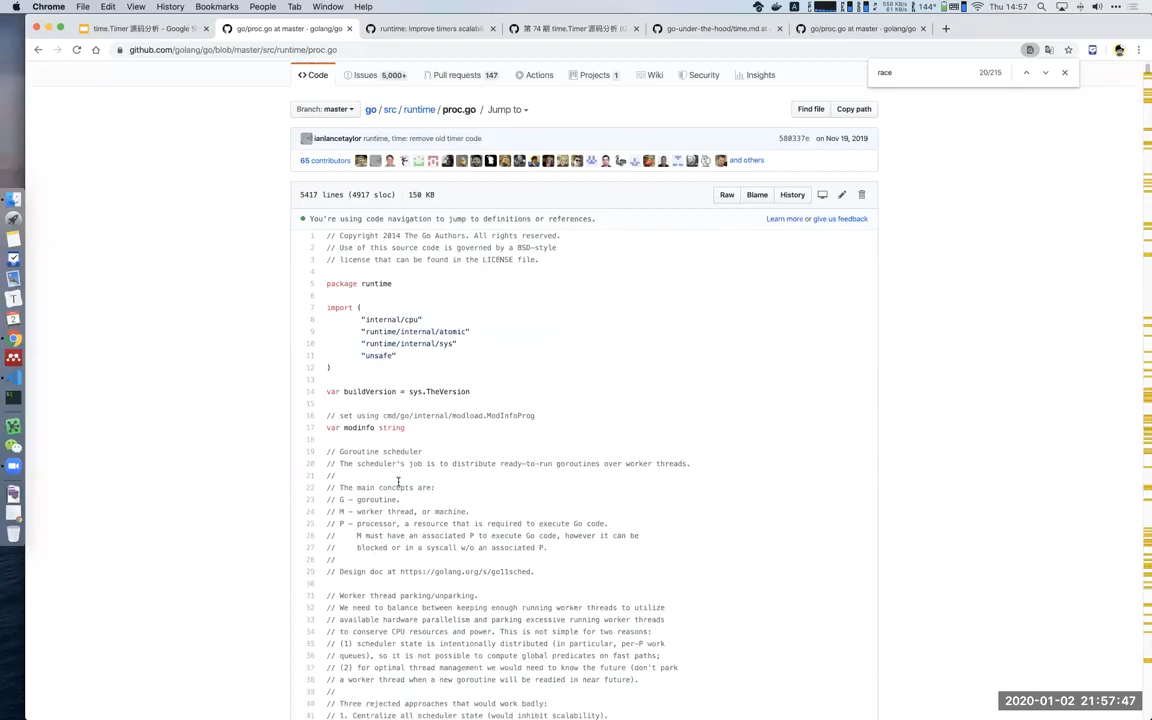 Chrome File Edit View History Bookmarks People Tab Window Help
558 KB/s
61 KB/s
144° Thu 14:57
time.Timer 源码分析 - Google S
go/proc.go at master · golang/go
runtime: improve timers scalab
第 74 期 time.Timer 源码分析 (
go-under-the-hood/time.md at
go/proc.go at master · golang/go
github.com/golang/go/blob/master/src/runtime/proc.go
race 20/215
Code Issues 5,000+ Pull requests 147 Actions Projects 1 Wiki Security Insights
Branch: master go / src / runtime / proc.go / Jump to Find file Copy path
ianlancetaylor runtime, time: remove old timer code 580337e on Nov 19, 2019
65 contributors and others
5417 lines (4917 sloc) 150 KB Raw Blame History
You're using code navigation to jump to definitions or references. Learn more or give us feedback
1 // Copyright 2014 The Go Authors. All rights reserved.
2 // Use of this source code is governed by a BSD-style
3 // license that can be found in the LICENSE file.
4
5 package runtime
6
7 import (
8 "internal/cpu"
9 "runtime/internal/atomic"
10 "runtime/internal/sys"
11 "unsafe"
12 )
13
14 var buildVersion = sys.TheVersion
15
16 // set using cmd/go/internal/modload.ModInfoProg
17 var modinfo string
18
19 // Goroutine scheduler
20 // The scheduler's job is to distribute ready-to-run goroutines over worker threads.
21 //
22 // The main concepts are:
23 // G - goroutine.
24 // M - worker thread, or machine.
25 // P - processor, a resource that is required to execute Go code.
26 // M must have an associated P to execute Go code, however it can be
27 // blocked or in a syscall w/o an associated P.
28 //
29 // Design doc at https://golang.org/s/go11sched.
30
31 // Worker thread parking/unparking.
32 // We need to balance between keeping enough running worker threads to utilize
33 // available hardware parallelism and parking excessive running worker threads
34 // to conserve CPU resources and power. This is not simple for two reasons:
35 // (1) scheduler state is intentionally distributed (in particular, per-P work
36 // queues), so it is not possible to compute global predicates on fast paths;
37 // (2) for optimal thread management we would need to know the future (don't park
38 // a worker thread when a new goroutine will be readied in near future).
39 //
40 // Three rejected approaches that would work badly:
41 // 1. Centralize all scheduler state (would inhibit scalability).
2020-01-02 21:57:47